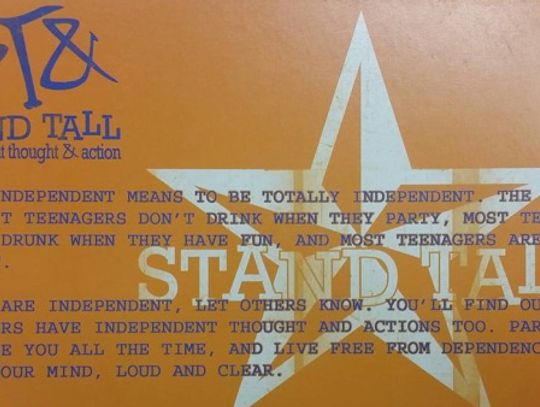 T&
ND TALL
t thought & action
INDEPENDENT MEANS TO BE TOTALLY INDEPENDENT. THE
T TEENAGERS DON'T DRINK WHEN THEY PARTY, MOST TE
DRUNK WHEN THEY HAVE FUN, AND MOST TEENAGERS ARE
STAND TAL
ARE INDEPENDENT, LET OTHERS KNOW. YOU'LL FIND OU
RS HAVE INDEPENDENT THOUGHT AND ACTIONS TOO. PAR
E YOU ALL THE TIME, AND LIVE FREE FROM DEPENDENC
OUR MIND, LOUD AND CLEAR.